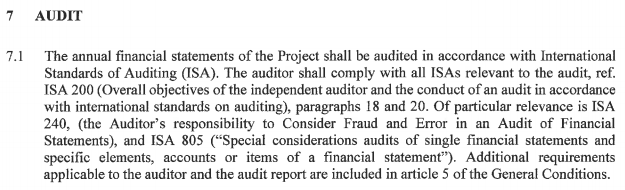 7 AUDIT
7.1 The annual financial statements of the Project shall be audited in accordance with International
Standards of Auditing (ISA). The auditor shall comply with all ISAs relevant to the audit, ref.
ISA 200 (Overall objectives of the independent auditor and the conduct of an audit in accordance
with international standards on auditing), paragraphs 18 and 20. Of particular relevance is ISA
240, (the Auditor's responsibility to Consider Fraud and Error in an Audit of Financial
Statements), and ISA 805 ("Special considerations audits of single financial statements and
specific elements, accounts or items of a financial statement"). Additional requirements
applicable to the auditor and the audit report are included in article 5 of the General Conditions.